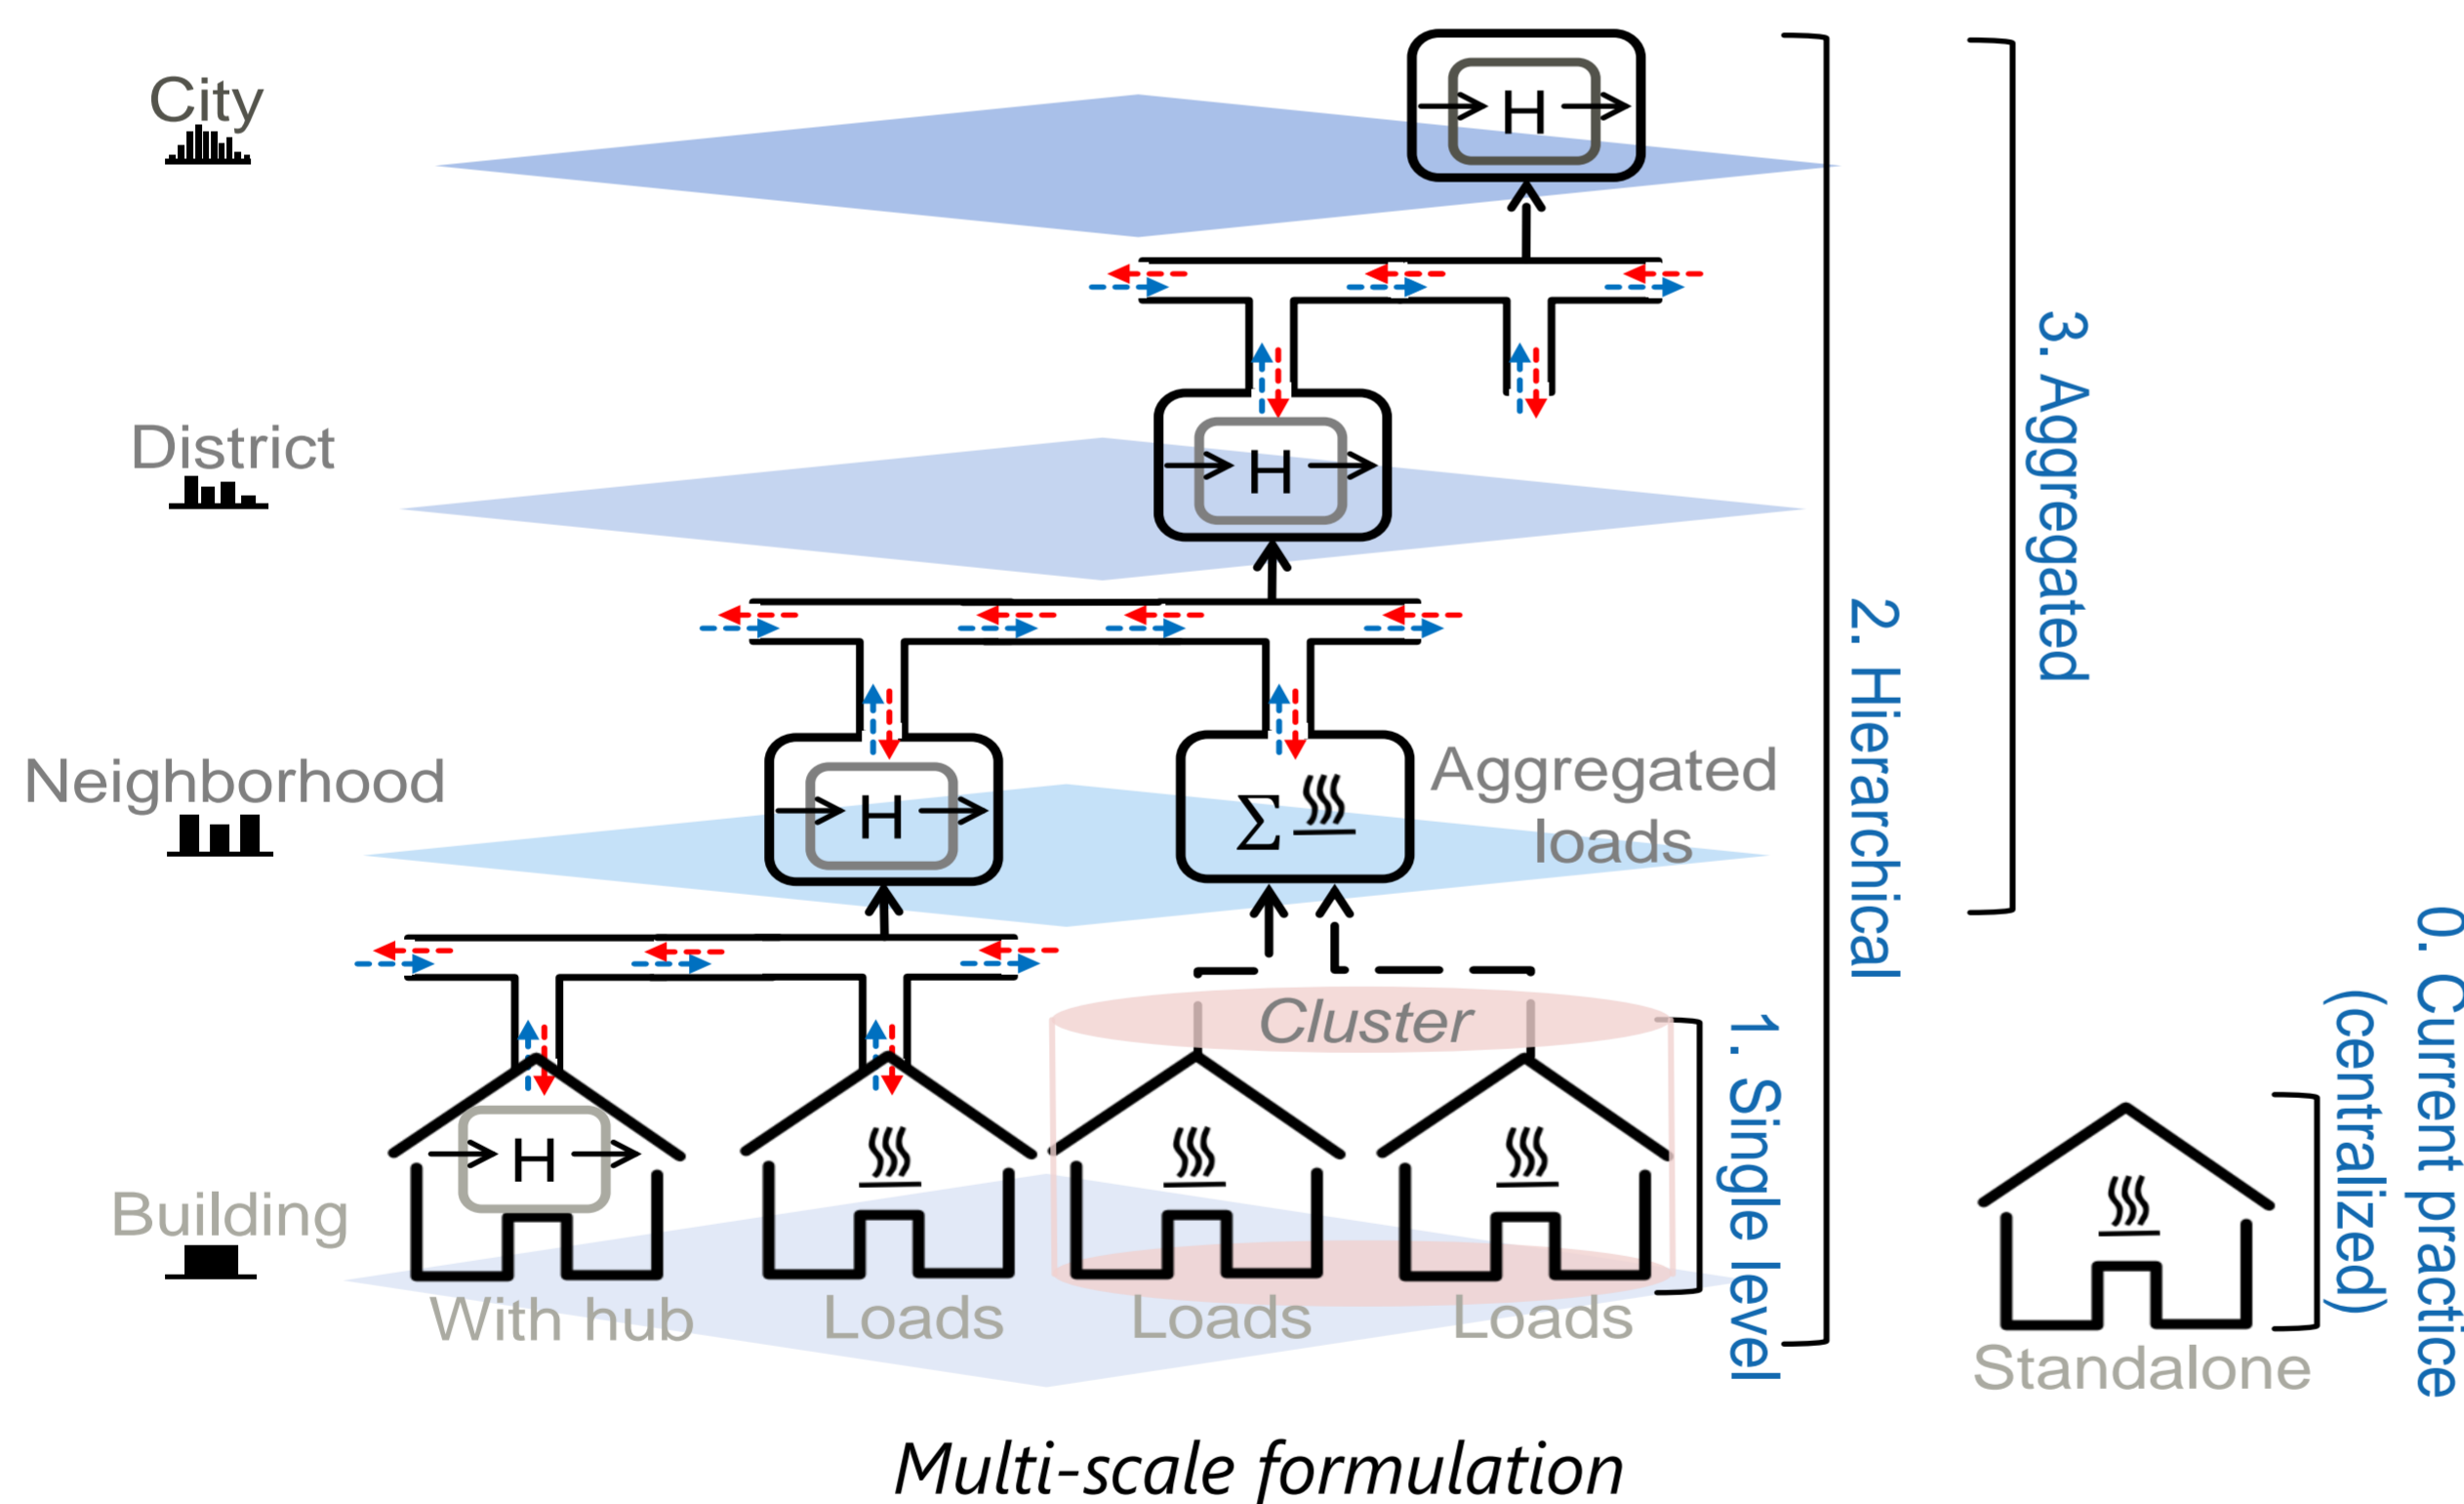 City
H
District
H
Neighborhood
H
Σ
Aggregated
loads
Cluster
Building
H
With hub
Loads
Loads
Loads
Standalone
1. Single level
2. Hierarchical
3. Aggregated
0. Current practice
(centralized)
Multi-scale formulation